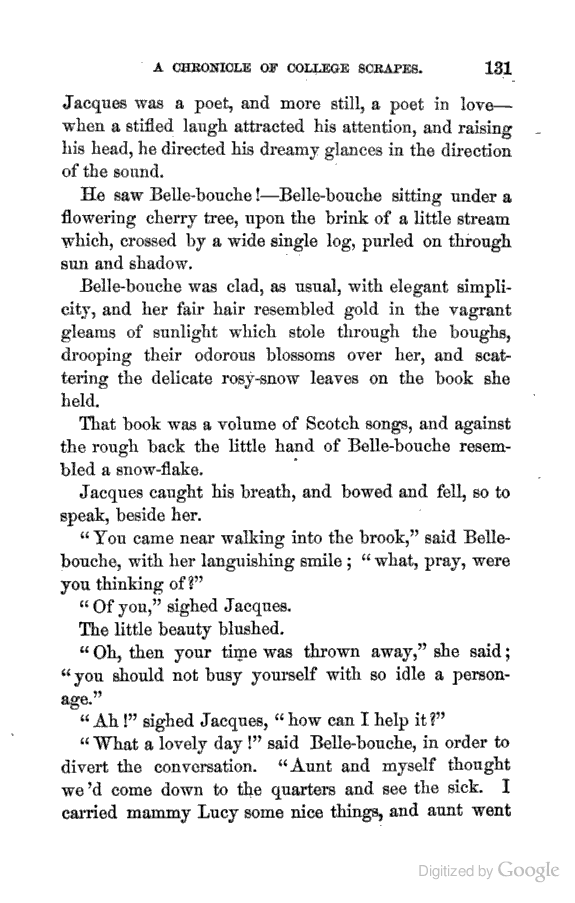 A CHRONICLE OF COLLEGE SCRAPES. 131
Jacques was a poet, and more still, a poet in love—
when a stifled laugh attracted his attention, and raising
his head, he directed his dreamy glances in the direction
of the sound.
He saw Belle-bouche!—Belle-bouche sitting under a
flowering cherry tree, upon the brink of a little stream
which, crossed by a wide single log, purled on through
sun and shadow.
Belle-bouche was clad, as usual, with elegant simpli-
city, and her fair hair resembled gold in the vagrant
gleams of sunlight which stole through the boughs,
drooping their odorous blossoms over her, and scat-
tering the delicate rosy-snow leaves on the book she
held.
That book was a volume of Scotch songs, and against
the rough back the little hand of Belle-bouche resem-
bled a snow-flake.
Jacques caught his breath, and bowed and fell, so to
speak, beside her.
"You came near walking into the brook," said Belle-
bouche, with her languishing smile; "what, pray, were
you thinking of?"
"Of you," sighed Jacques.
The little beauty blushed.
"Oh, then your time was thrown away," she said;
"you should not busy yourself with so idle a person-
age."
"Ah!" sighed Jacques, "how can I help it?"
"What a lovely day!" said Belle-bouche, in order to
divert the conversation. "Aunt and myself thought
we'd come down to the quarters and see the sick. I
carried mammy Lucy some nice things, and aunt went
Digitized by Google